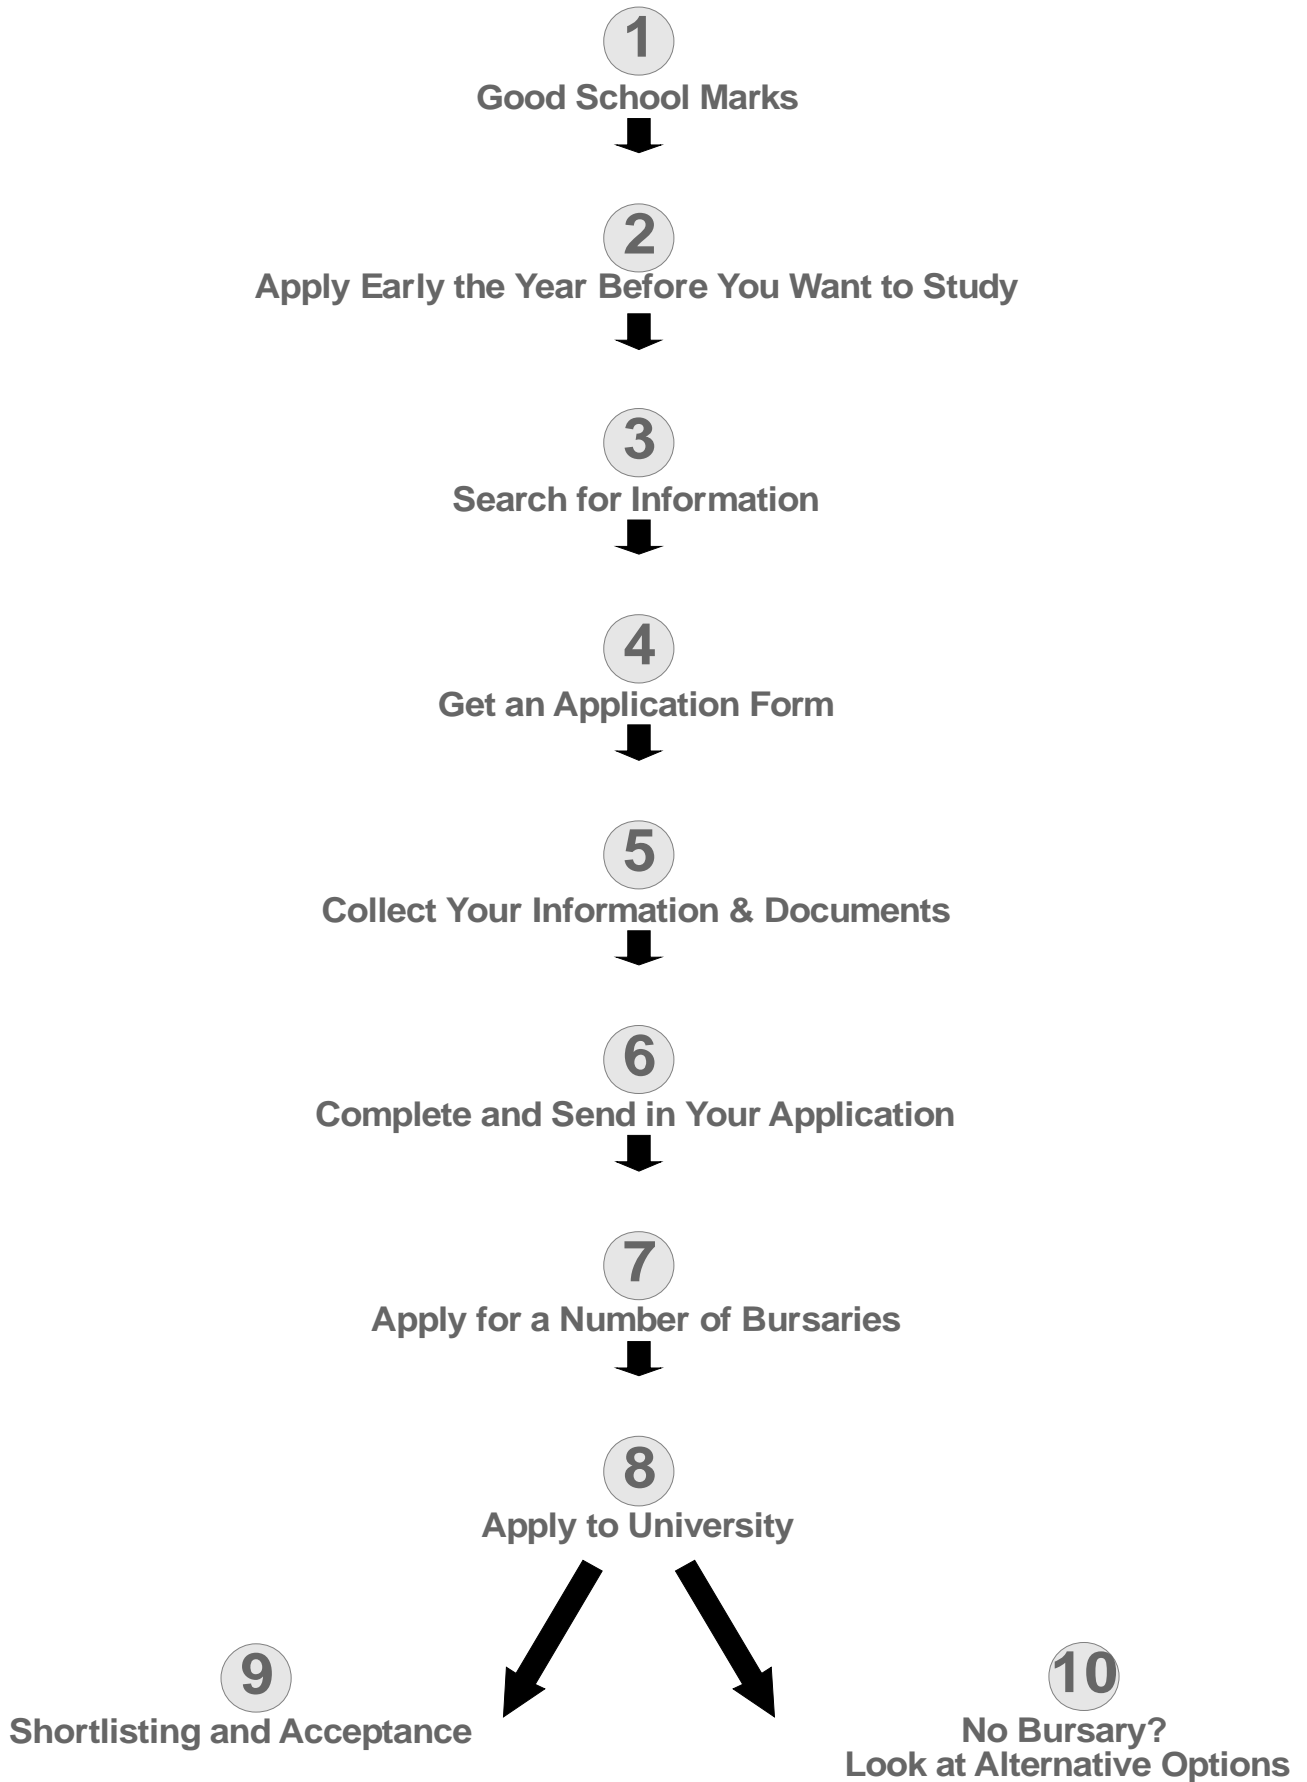 1
Good School Marks
2
Apply Early the Year Before You Want to Study
3
Search for Information
4
Get an Application Form
5
Collect Your Information & Documents
6
Complete and Send in Your Application
7
Apply for a Number of Bursaries
8
Apply to University
9
Shortlisting and Acceptance
10
No Bursary?
Look at Alternative Options